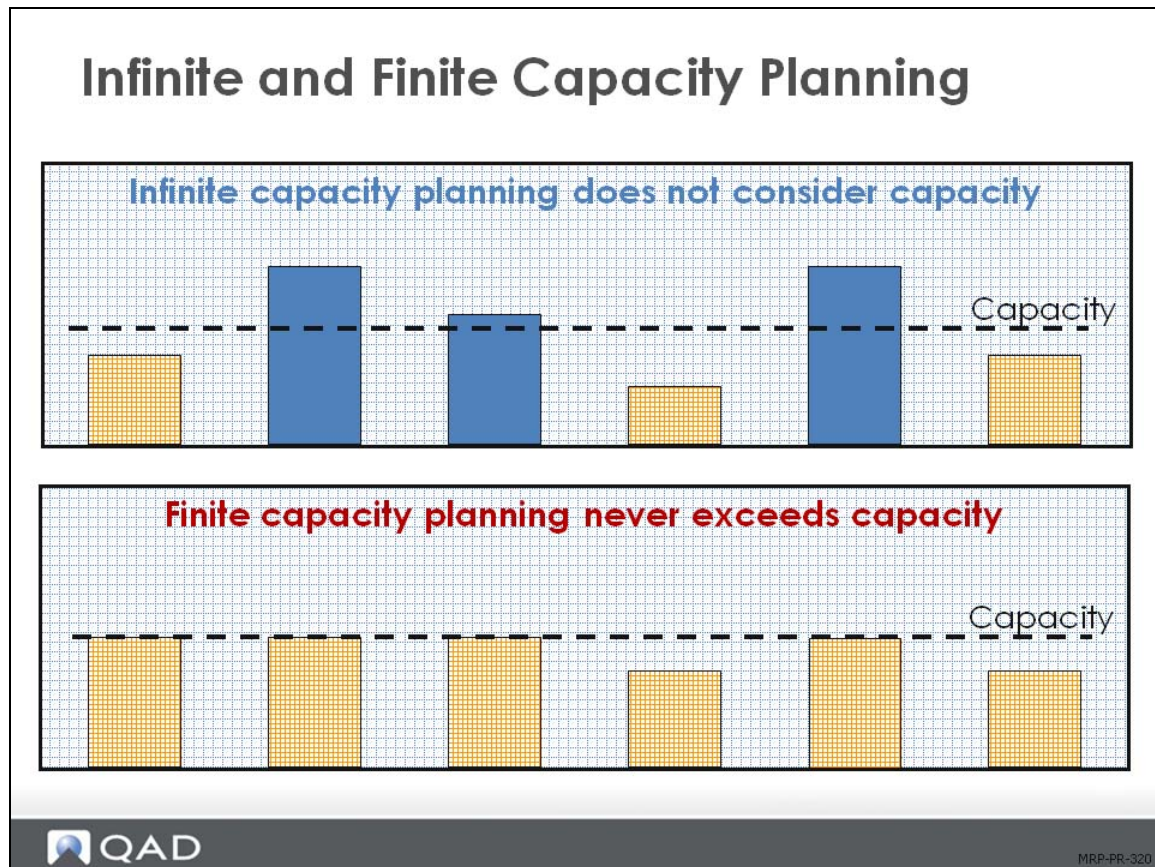 Infinite and Finite Capacity Planning
Infinite capacity planning does not consider capacity
Capacity
Finite capacity planning never exceeds capacity
Capacity
QAD
MRP-PR-320